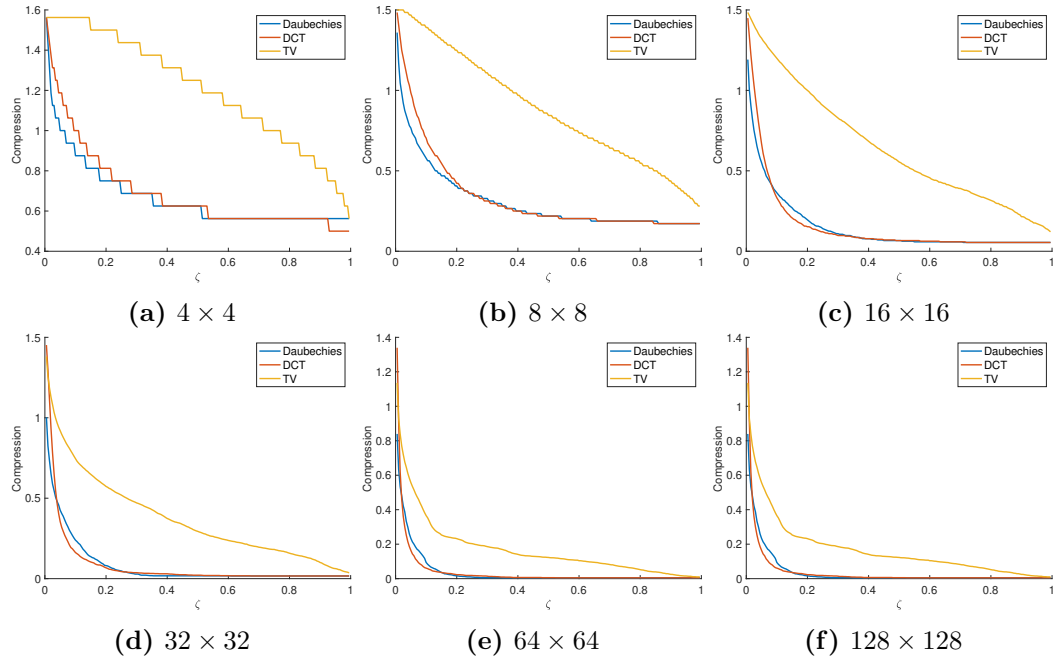 1.6
1.4
1.2
1
0.8
0.6
0.4
Compression
0 0.2 0.4 0.6 0.8 1
ζ
Daubechies
DCT
TV
(a) 4 × 4
1.5
1
0.5
0
Compression
0 0.2 0.4 0.6 0.8 1
ζ
Daubechies
DCT
TV
(b) 8 × 8
1.5
1
0.5
0
Compression
0 0.2 0.4 0.6 0.8 1
ζ
Daubechies
DCT
TV
(c) 16 × 16
1.5
1
0.5
0
Compression
0 0.2 0.4 0.6 0.8 1
ζ
Daubechies
DCT
TV
(d) 32 × 32
1.4
1.2
1
0.8
0.6
0.4
0.2
0
Compression
0 0.2 0.4 0.6 0.8 1
ζ
Daubechies
DCT
TV
(e) 64 × 64
1.4
1.2
1
0.8
0.6
0.4
0.2
0
Compression
0 0.2 0.4 0.6 0.8 1
ζ
Daubechies
DCT
TV
(f) 128 × 128